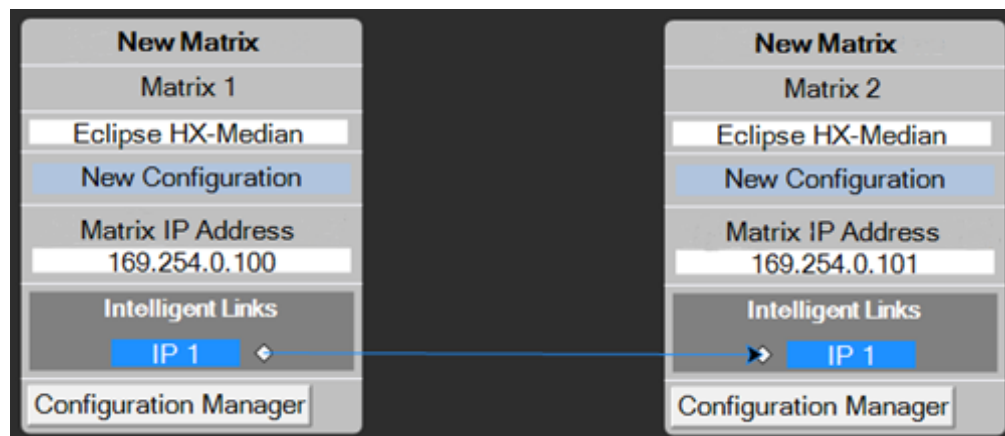 New Matrix
Matrix 1
Eclipse HX-Median
New Configuration
Matrix IP Address
169.254.0.100
Intelligent Links
IP 1
Configuration Manager
New Matrix
Matrix 2
Eclipse HX-Median
New Configuration
Matrix IP Address
169.254.0.101
Intelligent Links
IP 1
Configuration Manager